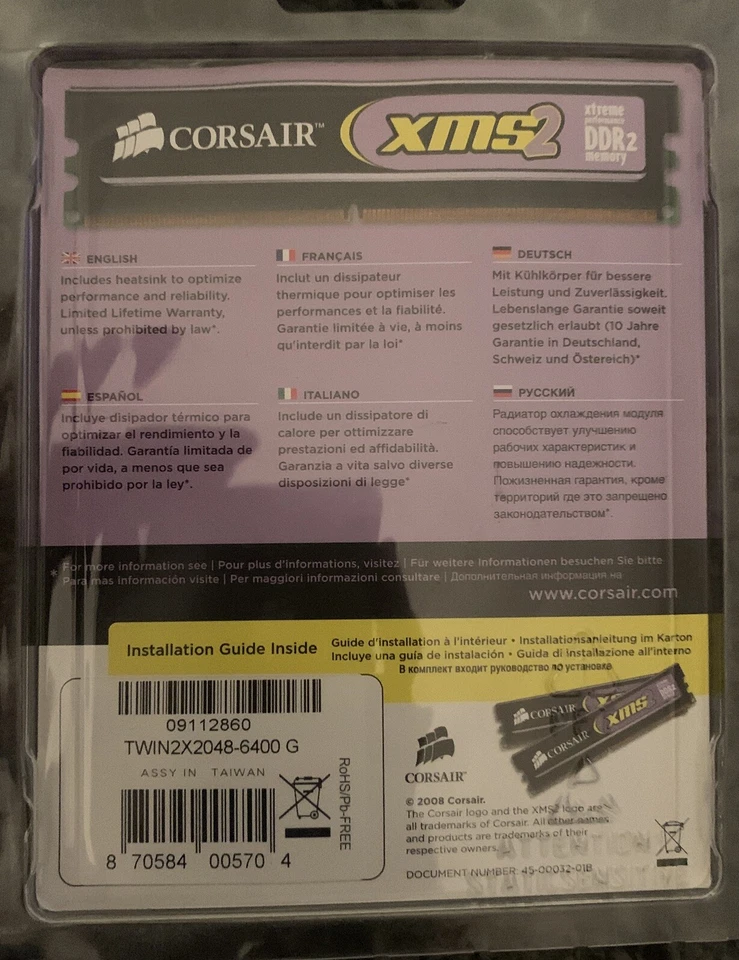 CORSAIR™
XMS2
xtreme
performance
DDR2
memory
ENGLISH
Includes heatsink to optimize
performance and reliability.
Limited Lifetime Warranty,
unless prohibited by law*.
FRANÇAIS
Inclut un dissipateur
thermique pour optimiser les
performances et la fiabilité.
Garantie limitée à vie, à moins
qu'interdit par la loi*
DEUTSCH
Mit Kühlkörper für bessere
Leistung und Zuverlässigkeit.
Lebenslange Garantie soweit
gesetzlich erlaubt (10 Jahre
Garantie in Deutschland,
Schweiz und Östereich)*
ESPAÑOL
Incluye disipador térmico para
optimizar el rendimiento y la
fiabilidad. Garantía limitada de
por vida, a menos que sea
prohibido por la ley*.
ITALIANO
Include un dissipatore di
calore per ottimizzare
prestazioni ed affidabilità.
Garanzia a vita salvo diverse
disposizioni di legge*
РУССКИЙ
Радиатор охлаждения модуля
способствует улучшению
рабочих характеристик и
повышению надежности.
Пожизненная гарантия, кроме
территорий где это запрещено
законодательством*.
* For more information see | Pour plus d'informations, visitez | Für weitere Informationen besuchen Sie bitte
Para mas información visite | Per maggiori informazioni consultare | Дополнительная информация на
www.corsair.com
Installation Guide Inside
Guide d'installation à l'intérieur • Installationsanleitung im Karton
Incluye una guía de instalación • Guida di installazione all'interno
В комплект входит руководство по установке
09112860
TWIN2X2048-6400 G
ASSY IN TAIWAN
8 70584 00570 4
RoHS/Pb-FREE
CORSAIR
XMS2
DDR2
CORSAIR™
© 2008 Corsair.
The Corsair logo and the XMS2 logo are
all trademarks of Corsair. All other names
and products are trademarks of their
respective owners.
DOCUMENT NUMBER: 45-00032-01B
ATTENTION
STATIC SENSITIVE